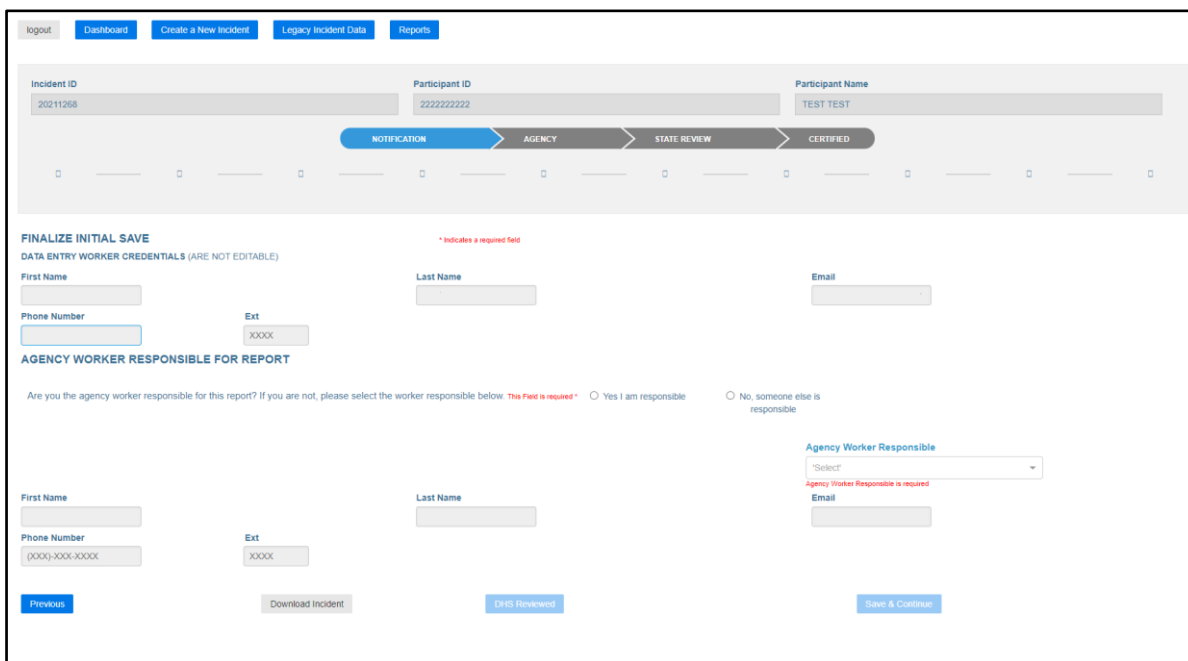 logout Dashboard Create a New Incident Legacy Incident Data Reports
Incident ID Participant ID Participant Name
20211268 2222222222 TEST TEST
NOTIFICATION AGENCY STATE REVIEW CERTIFIED
FINALIZE INITIAL SAVE * Indicates a required field
DATA ENTRY WORKER CREDENTIALS (ARE NOT EDITABLE)
First Name Last Name Email
Phone Number Ext
XXXX
AGENCY WORKER RESPONSIBLE FOR REPORT
Are you the agency worker responsible for this report? If you are not, please select the worker responsible below. This Field is required * Yes I am responsible No, someone else is
responsible
Agency Worker Responsible
'Select'
Agency Worker Responsible is required
First Name Last Name Email
Phone Number Ext
(XXX)-XXX-XXXX XXXX
Previous Download Incident DHS Reviewed Save & Continue